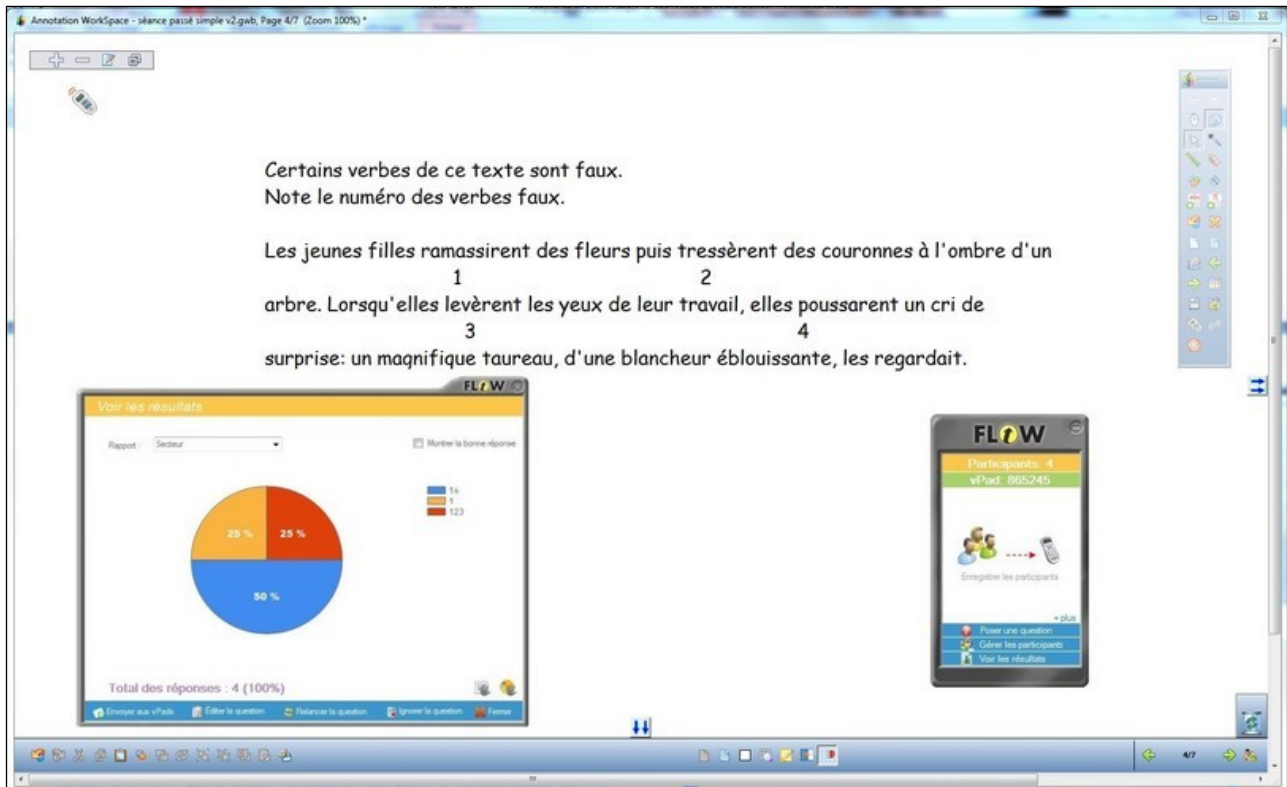 Annotation WorkSpace - séance passé simple v2.gwb, Page 4/7 (Zoom 100%) *
Certains verbes de ce texte sont faux.
Note le numéro des verbes faux.
Les jeunes filles ramassirent des fleurs puis tressèrent des couronnes à l'ombre d'un
1 2
arbre. Lorsqu'elles levèrent les yeux de leur travail, elles poussarent un cri de
3 4
surprise: un magnifique taureau, d'une blancheur éblouissante, les regardait.
FLOW
Voir les résultats
Rapport : Secteur
Montrer la bonne réponse
14
1
123
25 % 25 %
50 %
Total des réponses : 4 (100%)
Envoyer aux vPads Éditer la question Relancer la question Ignorer la question Fermer
FLOW
Participants: 4
vPad: 865245
Enregistrer les participants
+ plus
Poser une question
Gérer les participants
Voir les résultats
4/7